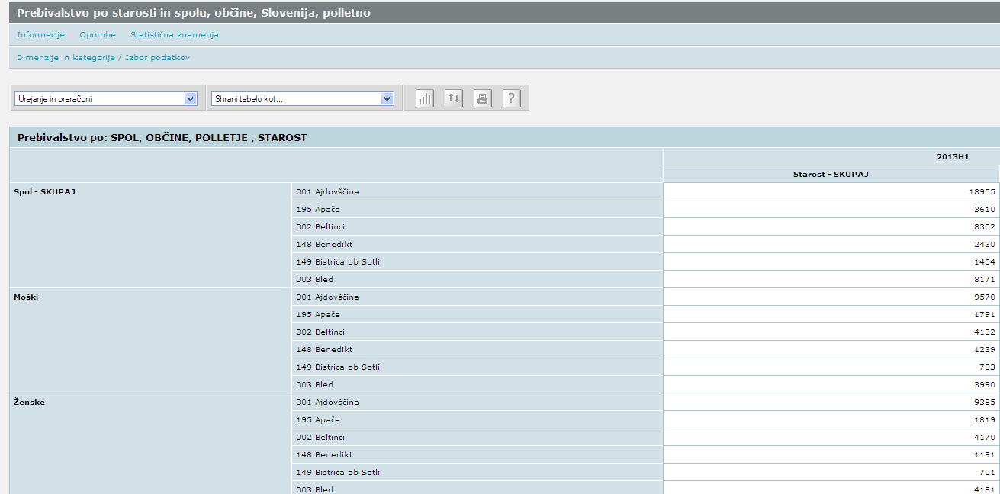 Prebivalstvo po starosti in spolu, občine, Slovenija, polletno
Informacije Opombe Statistična znamenja
Dimenzije in kategorije / Izbor podatkov
Urejanje in preračuni Shrani tabelo kot... ?
Prebivalstvo po: SPOL, OBČINE, POLLETJE , STAROST
2013H1
Starost - SKUPAJ
Spol - SKUPAJ 001 Ajdovščina 18955
195 Apače 3610
002 Beltinci 8302
148 Benedikt 2430
149 Bistrica ob Sotli 1404
003 Bled 8171
Moški 001 Ajdovščina 9570
195 Apače 1791
002 Beltinci 4132
148 Benedikt 1239
149 Bistrica ob Sotli 703
003 Bled 3990
Ženske 001 Ajdovščina 9385
195 Apače 1819
002 Beltinci 4170
148 Benedikt 1191
149 Bistrica ob Sotli 701
003 Bled 4181